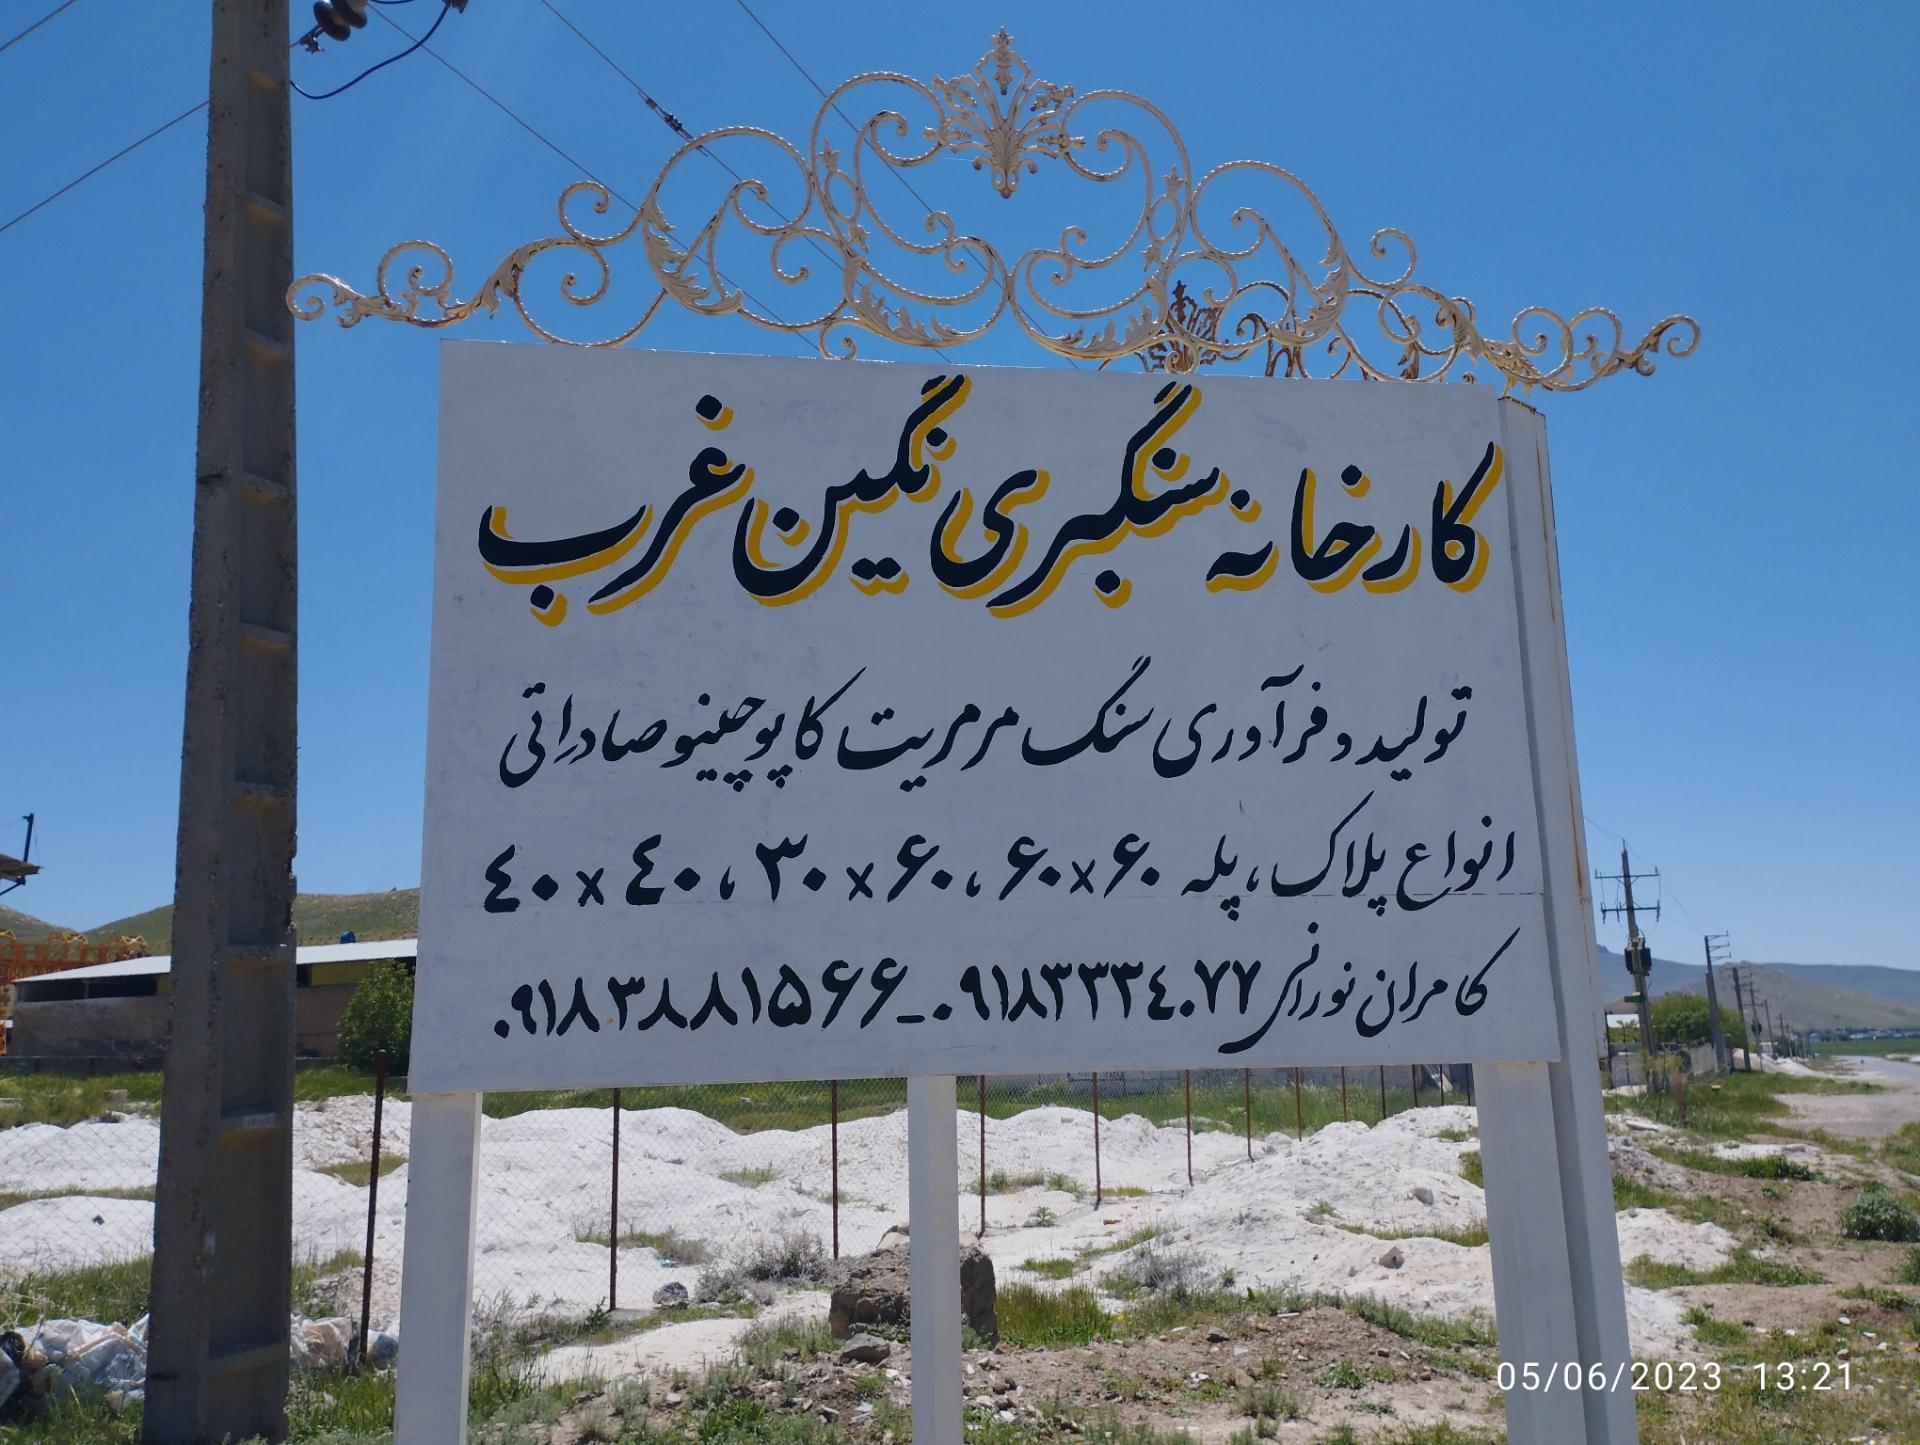 کارخانه سنگبری نگین غرب
تولید و فرآوری سنگ مرمریت کاپوچینو صادراتی
انواع پلاک، پله ۶۰×۶۰، ۶۰×۳۰، ۴۰×۴۰
کامران نورانی ۰۹۱۸۳۳۳۴۰۷۷ - ۰۹۱۸۳۸۸۱۵۶۶
05/06/2023 13:21